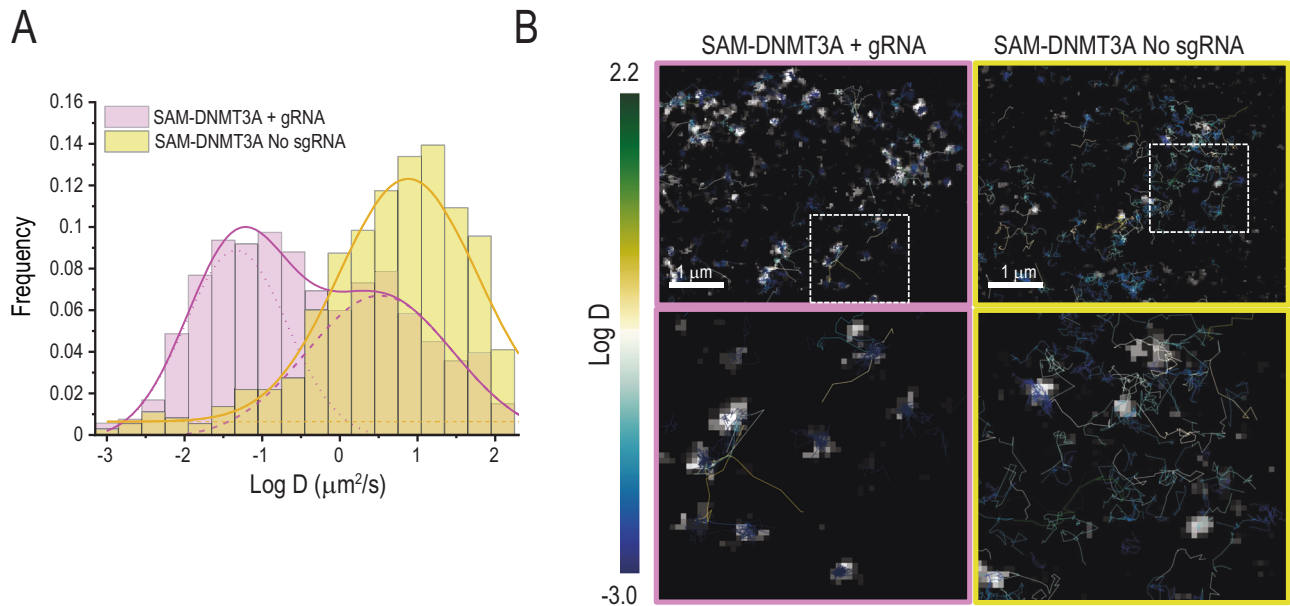 A
B
SAM-DNMT3A + gRNA
SAM-DNMT3A No sgRNA
2.2
0.16
SAM-DNMT3A + gRNA
0.14
SAM-DNMT3A No sgRNA
0.12
0.1
0.08
0.06
0.04
0.02
0
Frequency
-3
-2
-1
0
1
2
Log D (μm²/s)
Log D
-3.0
1 μm
1 μm